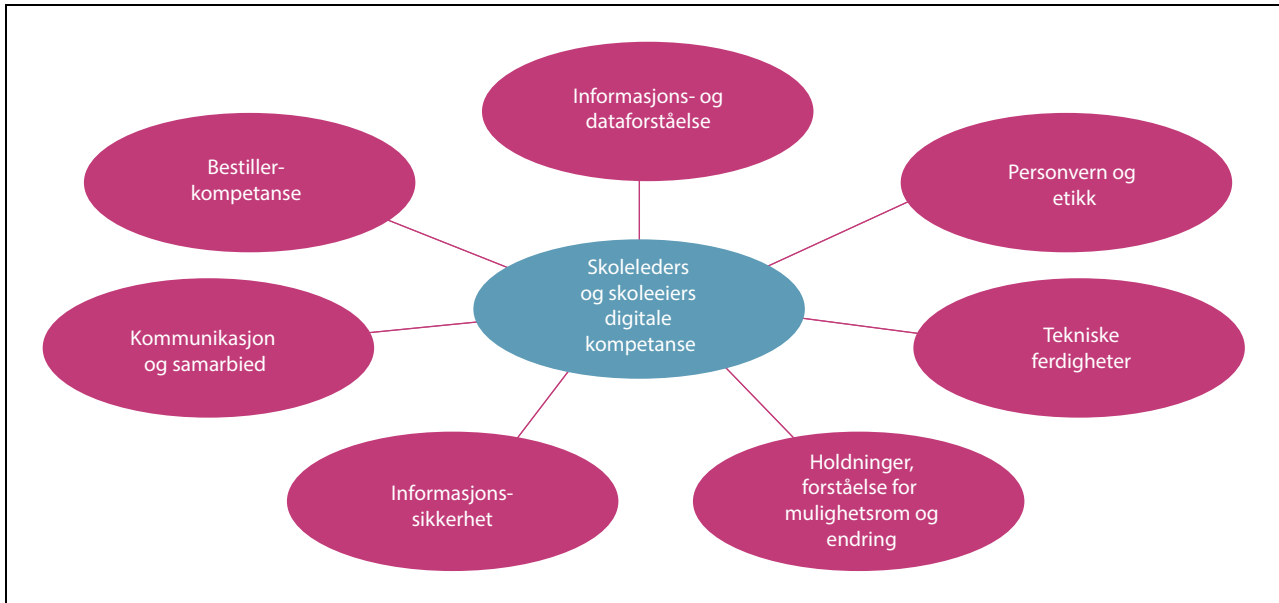 Informasjons- og
dataforståelse
Bestiller-
kompetanse
Personvern og
etikk
Skoleleders
og skoleeiers
digitale
kompetanse
Kommunikasjon
og samarbied
Tekniske
ferdigheter
Informasjons-
sikkerhet
Holdninger,
forståelse for
mulighetsrom og
endring